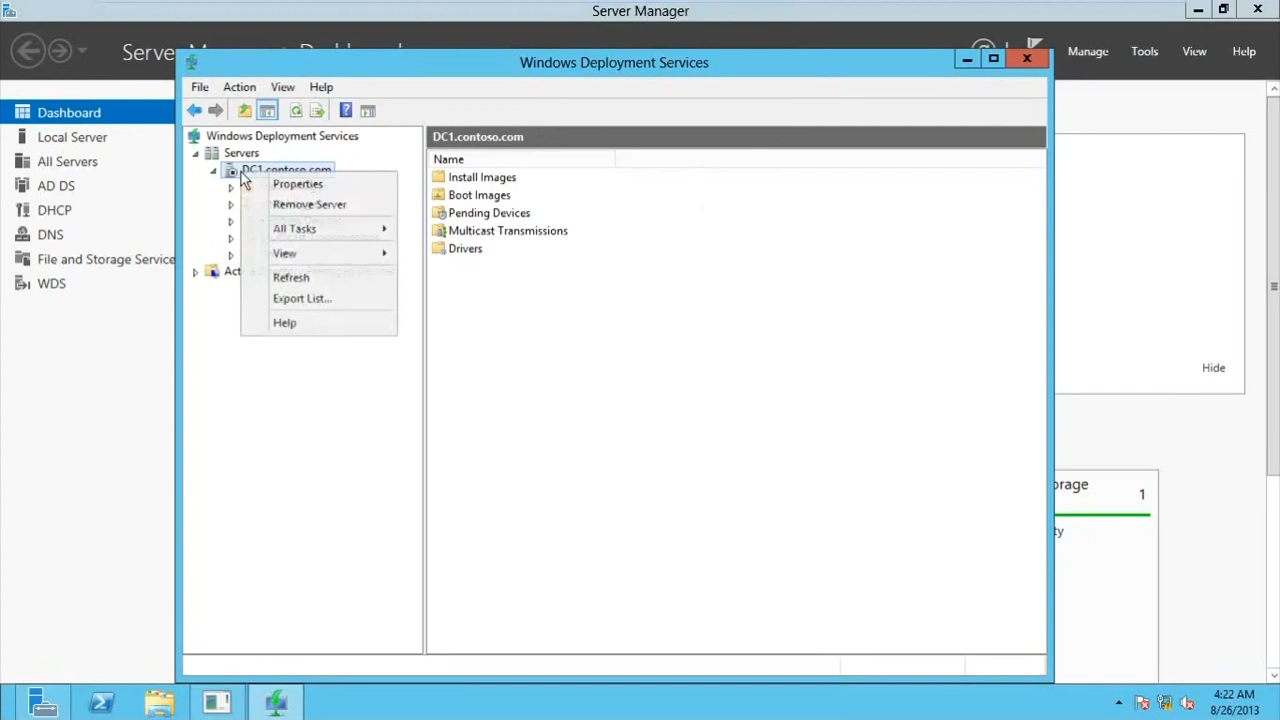 Server Manager
Manage Tools View Help
Windows Deployment Services
File Action View Help
Dashboard
Local Server
All Servers
AD DS
DHCP
DNS
File and Storage Service
WDS
Windows Deployment Services
Servers
DC1.contoso.com
Act
Properties
Remove Server
All Tasks
View
Refresh
Export List...
Help
DC1.contoso.com
Name
Install Images
Boot Images
Pending Devices
Multicast Transmissions
Drivers
Hide
orage
1
ty
4:22 AM
8/26/2013